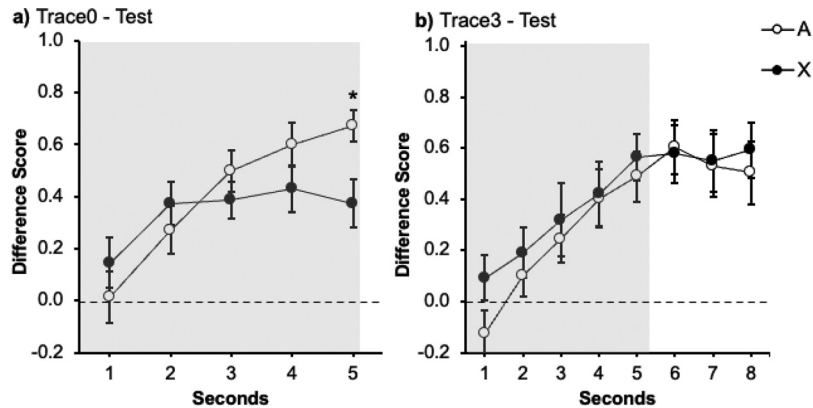 a) Trace0 - Test
1.0
0.8
0.6
0.4
0.2
0.0
-0.2
Difference Score
*
1 2 3 4 5
Seconds
b) Trace3 - Test
1.0
0.8
0.6
0.4
0.2
0.0
-0.2
Difference Score
1 2 3 4 5 6 7 8
Seconds
A
X